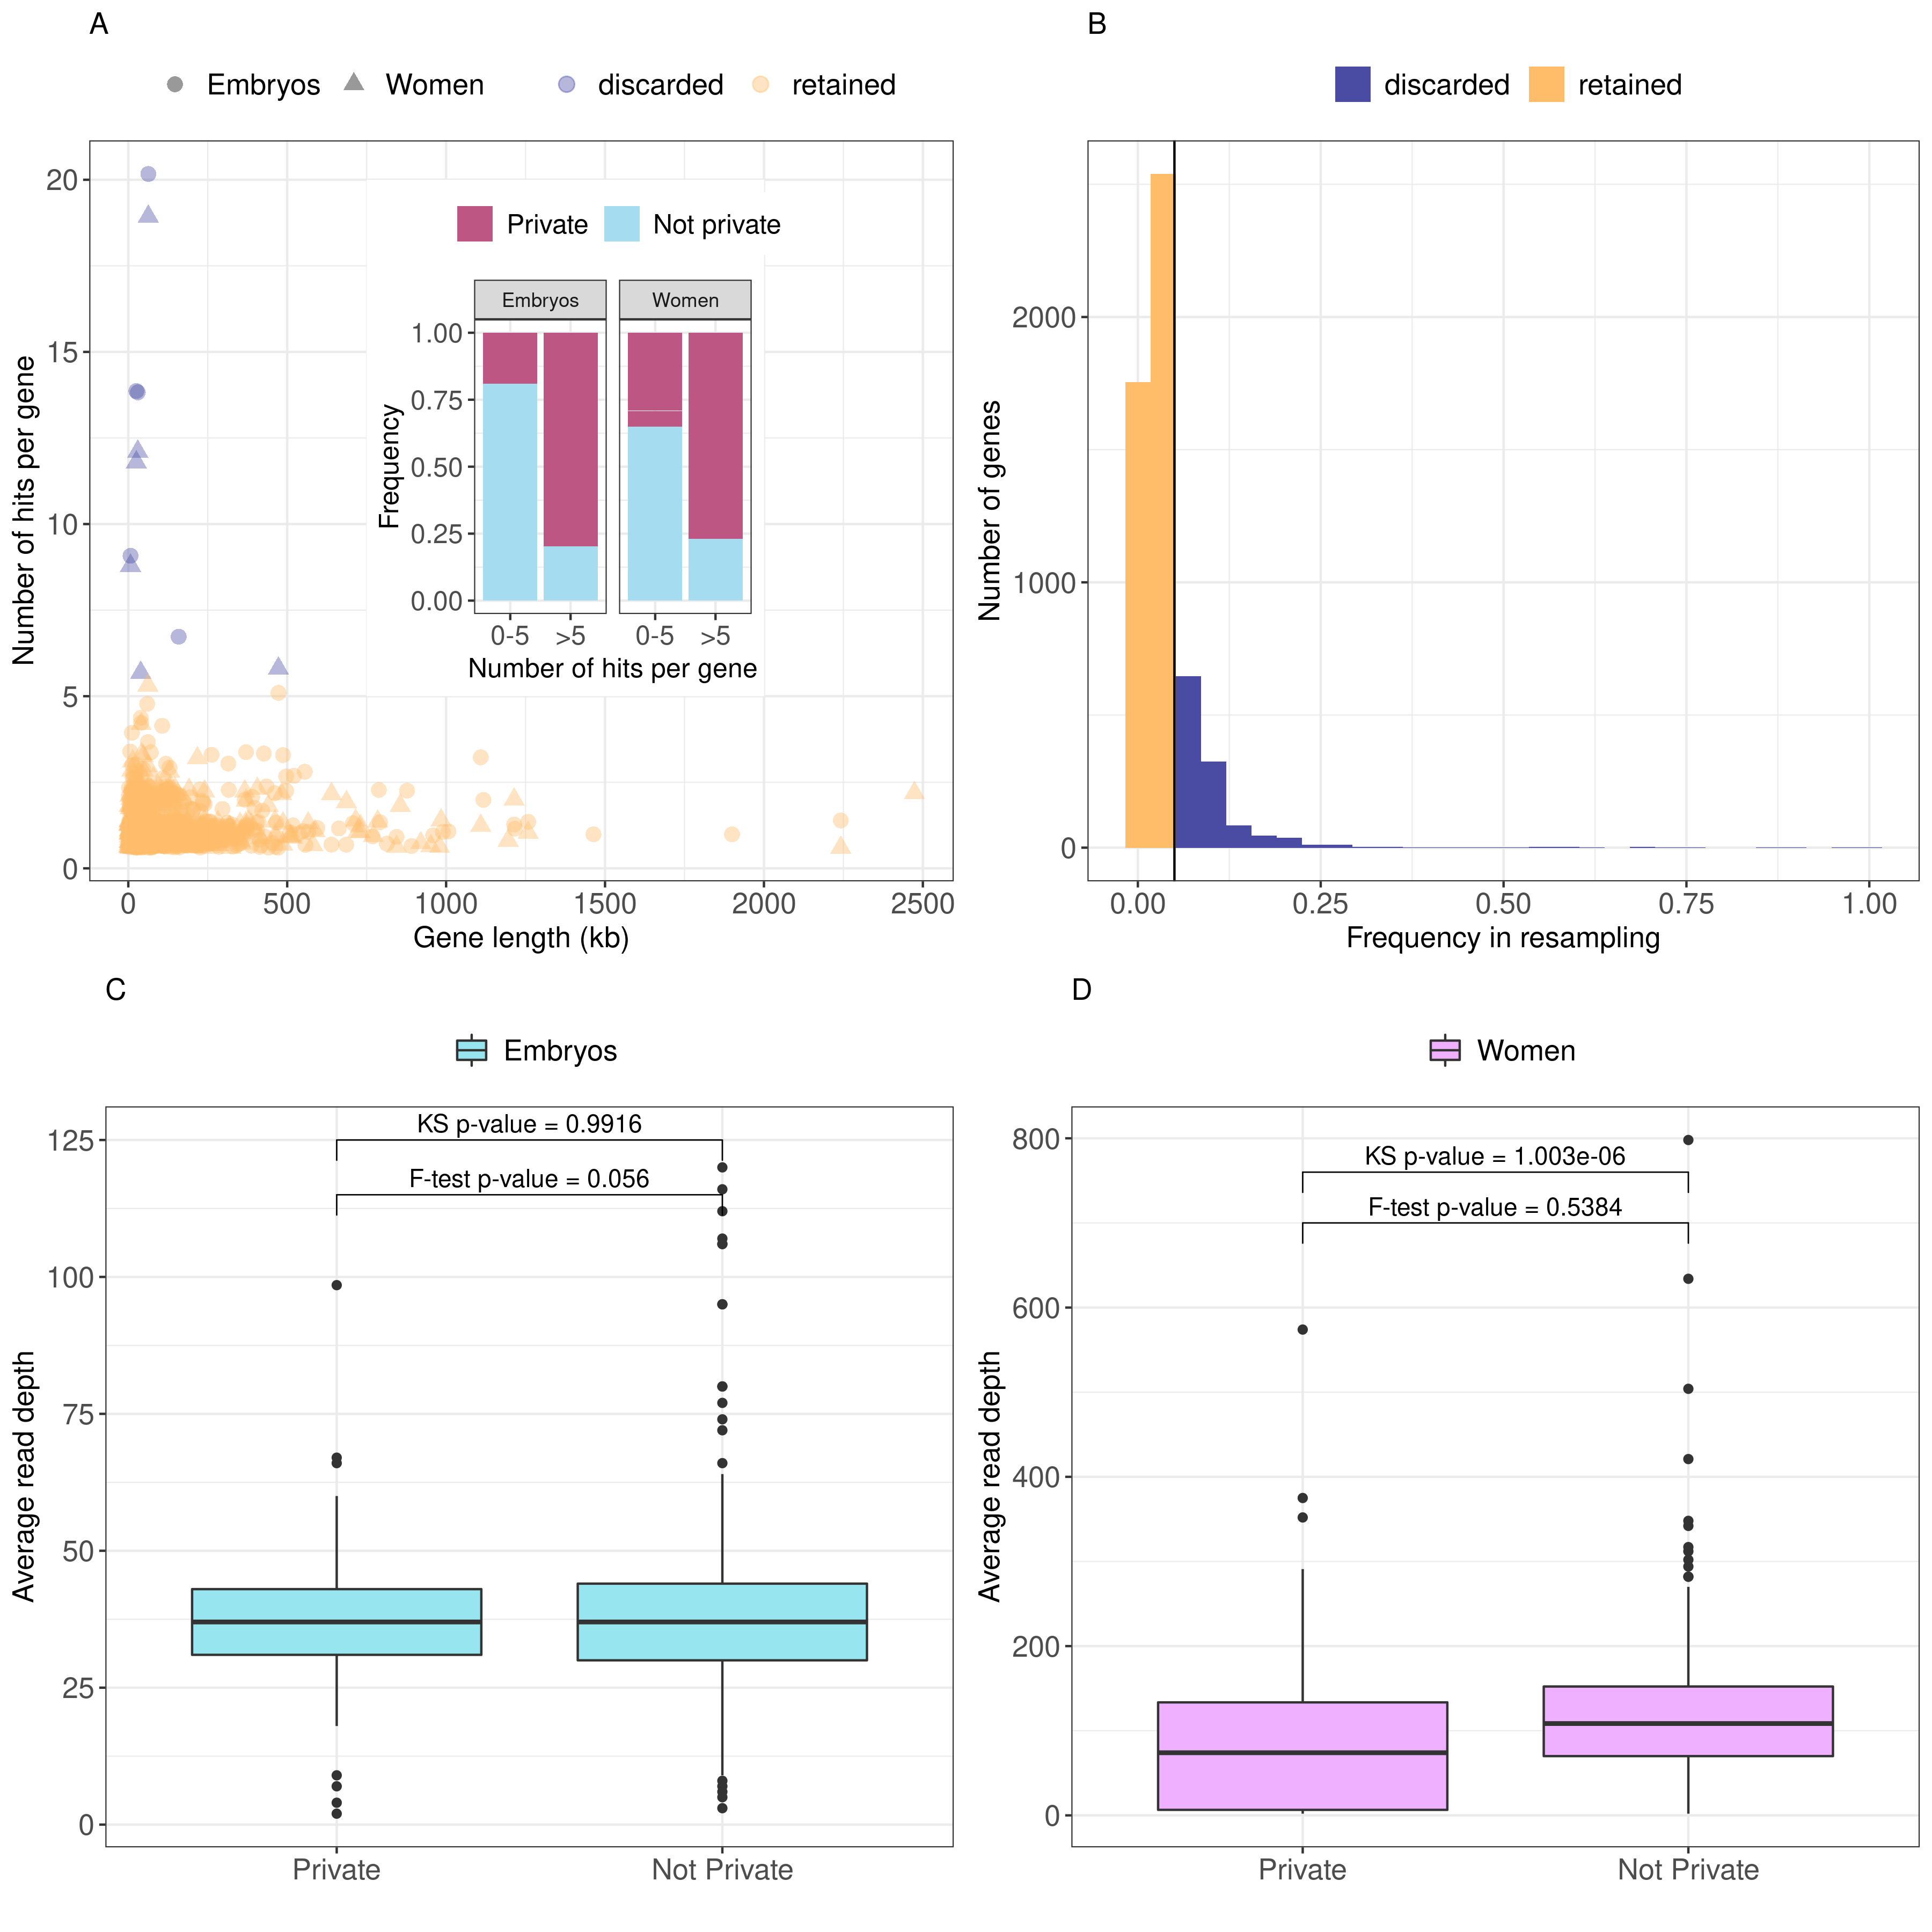 A
Embryos Women discarded retained
Number of hits per gene
20
15
10
5
0
0 500 1000 1500 2000 2500
Gene length (kb)
Private Not private
Embryos Women
Frequency
1.00
0.75
0.50
0.25
0.00
0-5 >5 0-5 >5
Number of hits per gene
B
discarded retained
Number of genes
2000
1000
0
0.00 0.25 0.50 0.75 1.00
Frequency in resampling
C
Embryos
Average read depth
125
100
75
50
25
0
KS p-value = 0.9916
F-test p-value = 0.056
Private Not Private
D
Women
Average read depth
800
600
400
200
0
KS p-value = 1.003e-06
F-test p-value = 0.5384
Private Not Private